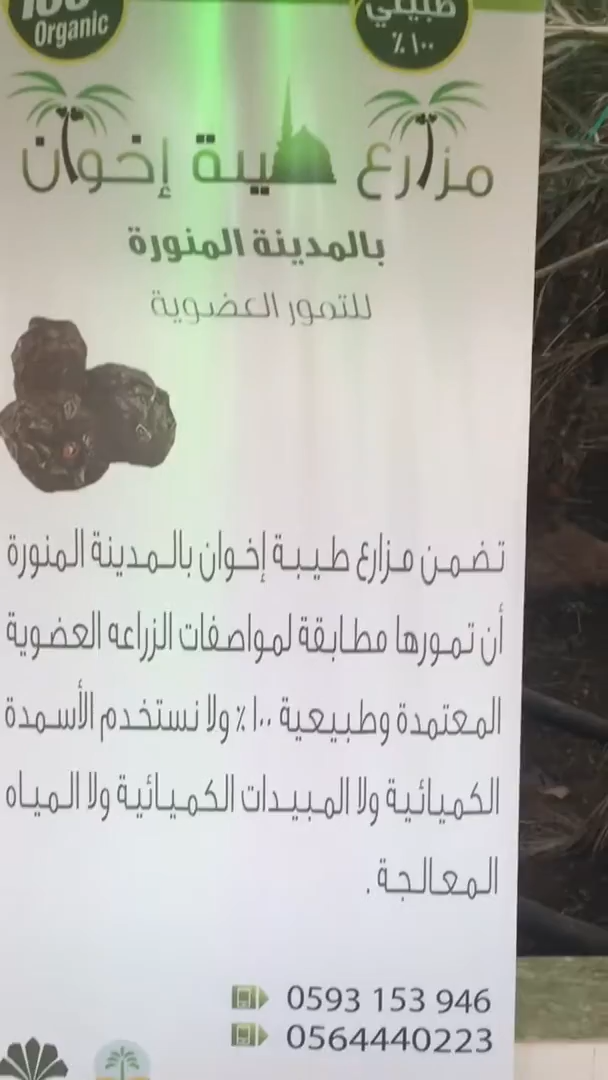 100
Organic
طبيعي
٪١٠٠
مزارع طيبة إخوان
بالمدينة المنورة
للتمور العضوية
تضمن مزارع طيبة إخوان بالمدينة المنورة
أن تمورها مطابقة لمواصفات الزراعه العضوية
المعتمدة وطبيعية ١٠٠٪ ولا نستخدم الأسمدة
الكميائية ولا المبيدات الكميائية ولا المياه
المعالجة .
0593 153 946
0564440223